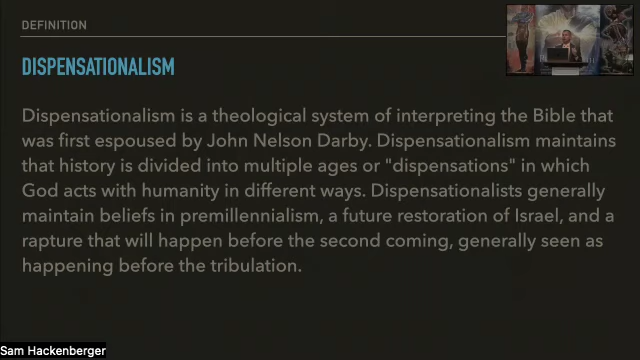 DEFINITION
DISPENSATIONALISM
Dispensationalism is a theological system of interpreting the Bible that
was first espoused by John Nelson Darby. Dispensationalism maintains
that history is divided into multiple ages or "dispensations" in which
God acts with humanity in different ways. Dispensationalists generally
maintain beliefs in premillennialism, a future restoration of Israel, and a
rapture that will happen before the second coming, generally seen as
happening before the tribulation.
Sam Hackenberger